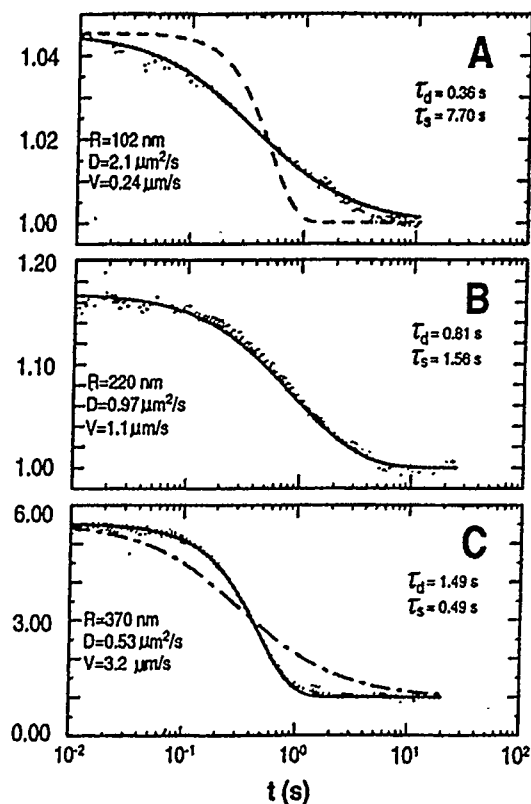 A
1.04
1.02
1.00
τd = 0.36 s
τs = 7.70 s
R=102 nm
D=2.1 μm²/s
V=0.24 μm/s
B
1.20
1.10
1.00
τd = 0.81 s
τs = 1.56 s
R=220 nm
D=0.97 μm²/s
V=1.1 μm/s
C
6.00
3.00
0.00
τd = 1.49 s
τs = 0.49 s
R=370 nm
D=0.53 μm²/s
V=3.2 μm/s
10⁻² 10⁻¹ 10⁰ 10¹ 10²
t (s)